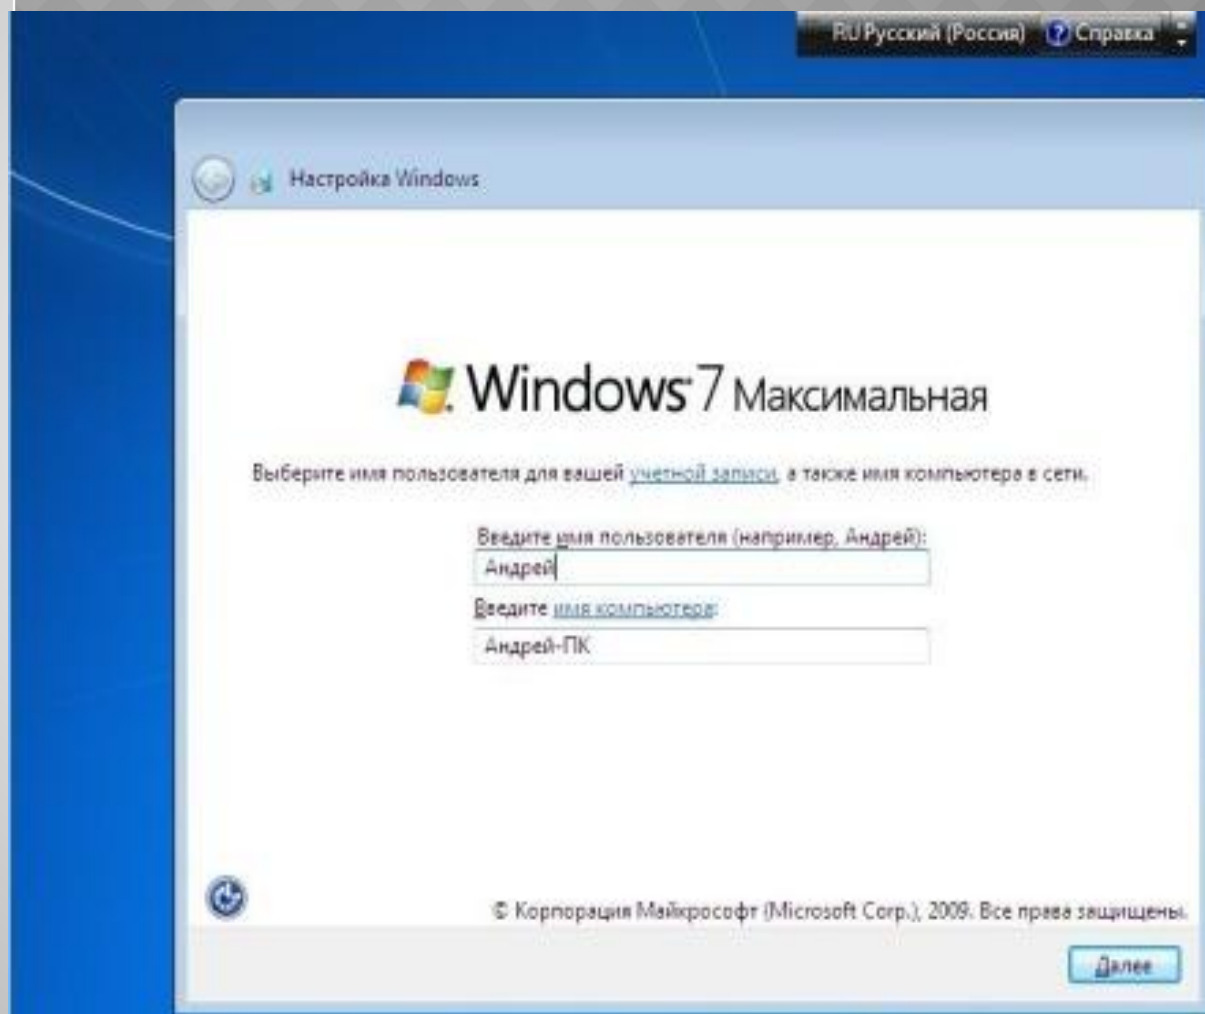 RU Русский (Россия) Справка
Настройка Windows
Windows 7 Максимальная
Выберите имя пользователя для вашей учетной записи, а также имя компьютера в сети.
Введите имя пользователя (например, Андрей):
Андрей
Введите имя компьютера:
Андрей-ПК
© Корпорация Майкрософт (Microsoft Corp.), 2009. Все права защищены.
Далее